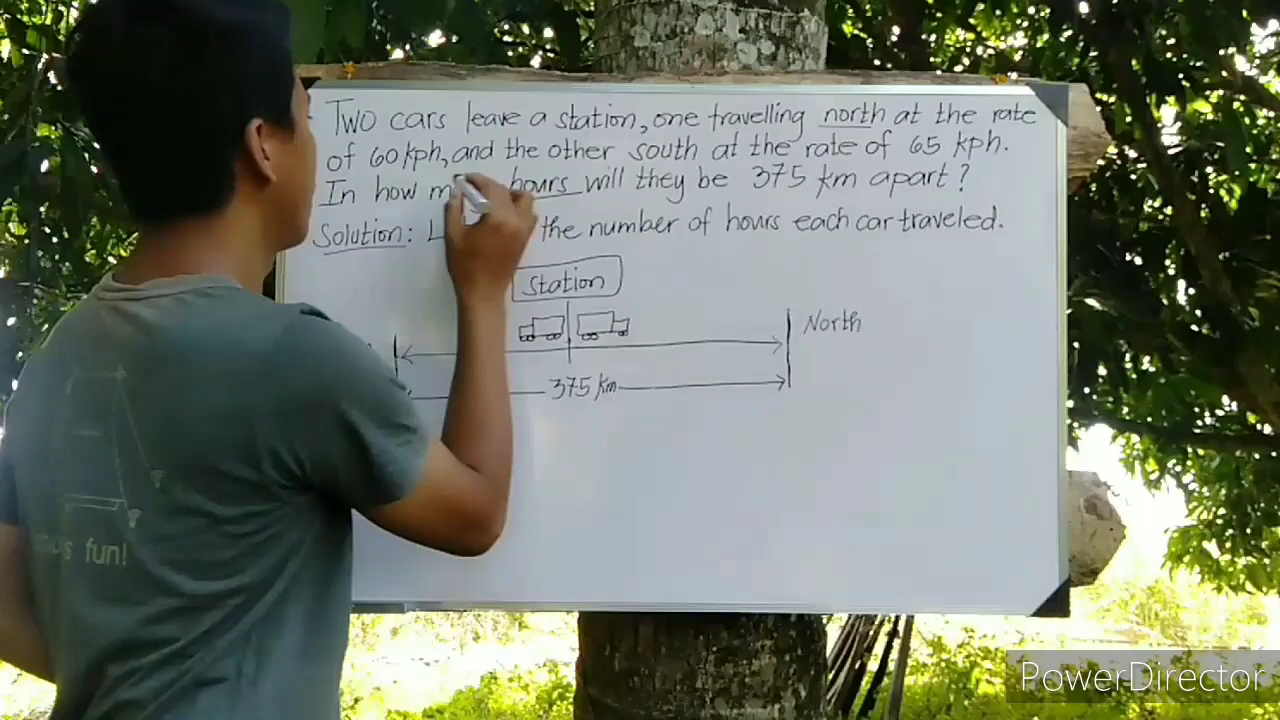 Two cars leave a station, one travelling north at the rate
of 60 kph, and the other south at the rate of 65 kph.
In how hours will they be 375 km apart?
Solution: the number of hours each car traveled.
station
North
375 km
fun!
PowerDirector